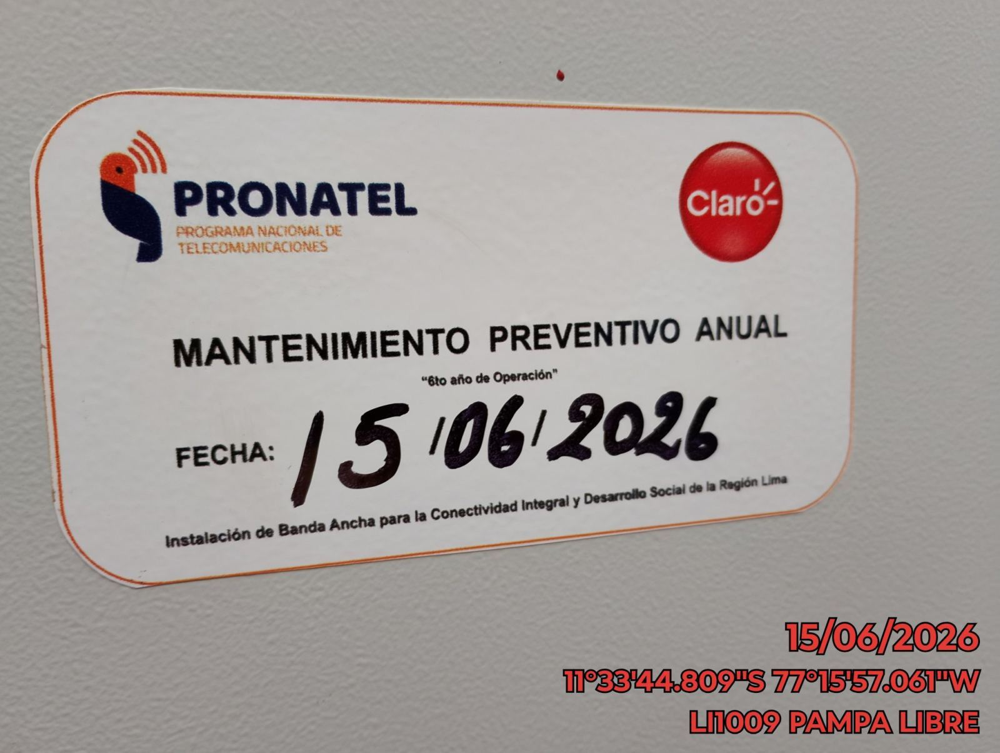 PRONATEL
PROGRAMA NACIONAL DE
TELECOMUNICACIONES
Claro
MANTENIMIENTO PREVENTIVO ANUAL
“6to año de Operación”
FECHA: 15/06/2026
Instalación de Banda Ancha para la Conectividad Integral y Desarrollo Social de la Región Lima
15/06/2026
11°33'44.809"S 77°15'57.061"W
LI1009 PAMPA LIBRE